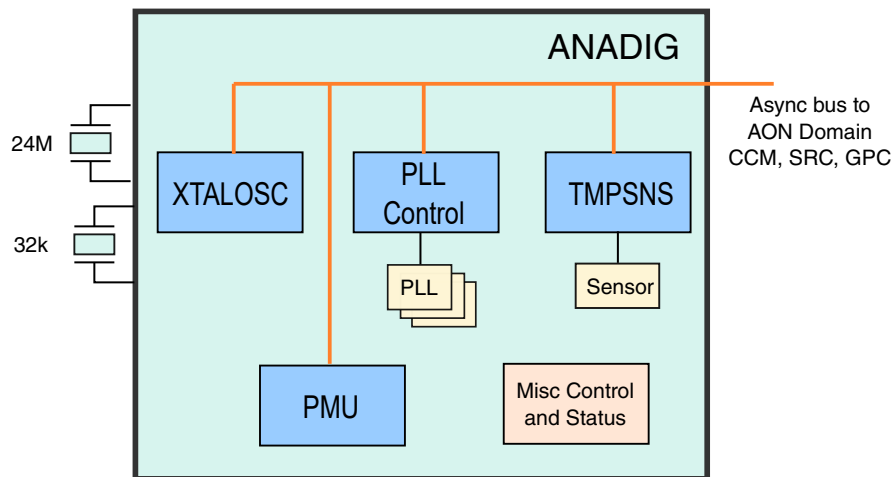 ANADIG
Async bus to
AON Domain
CCM, SRC, GPC
24M
32k
XTALOSC
PLL
Control
TMPSNS
PLL
Sensor
PMU
Misc Control
and Status